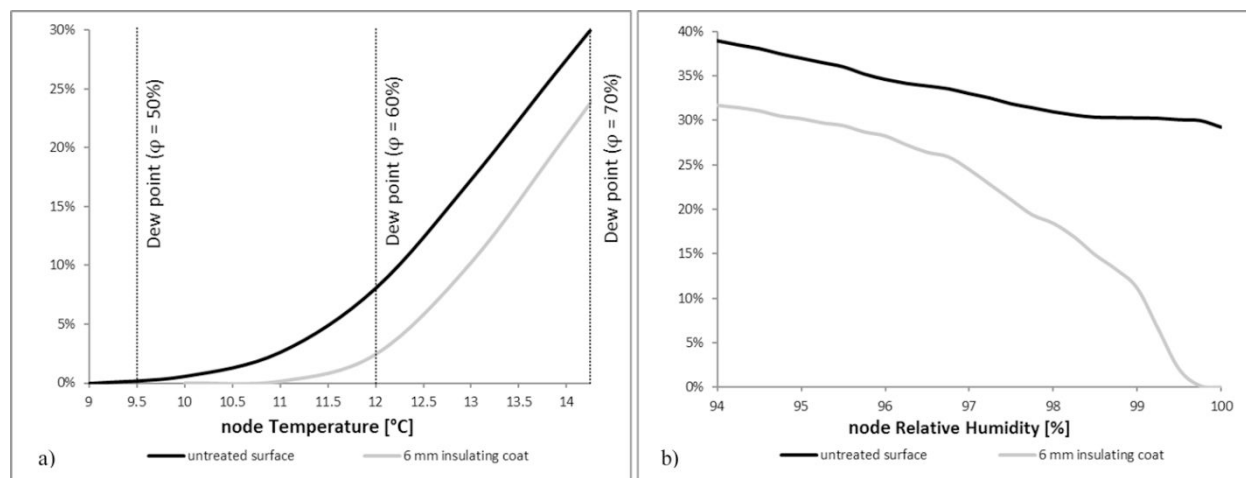 30%
25%
20%
15%
10%
5%
0%
Dew point (φ = 50%)
Dew point (φ = 60%)
Dew point (φ = 70%)
9 9.5 10 10.5 11 11.5 12 12.5 13 13.5 14
node Temperature [°C]
a) untreated surface 6 mm insulating coat
40%
35%
30%
25%
20%
15%
10%
5%
0%
94 95 96 97 98 99 100
node Relative Humidity [%]
b) untreated surface 6 mm insulating coat